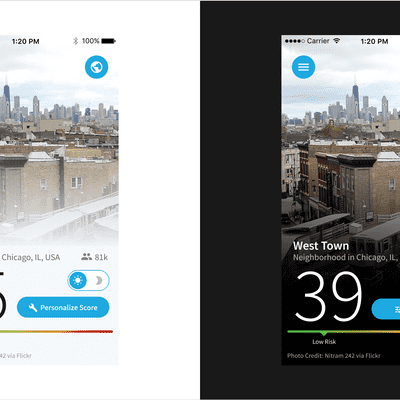 1:20 PM
100%
Chicago, IL, USA
81k
Personalize Score
242 via Flickr
Carrier
1:20 PM
West Town
Neighborhood in Chicago, IL,
39
Low Risk
Photo Credit: Nitram 242 via Flickr